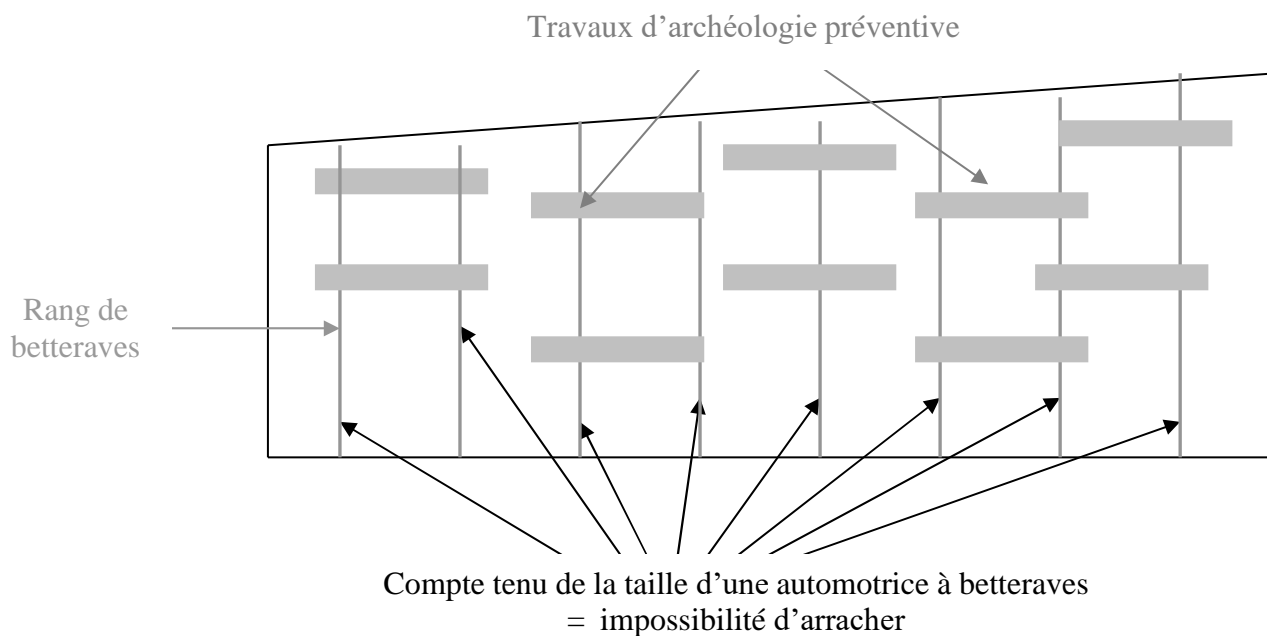 Travaux d’archéologie préventive
Rang de
betteraves
Compte tenu de la taille d’une automotrice à betteraves
= impossibilité d’arracher